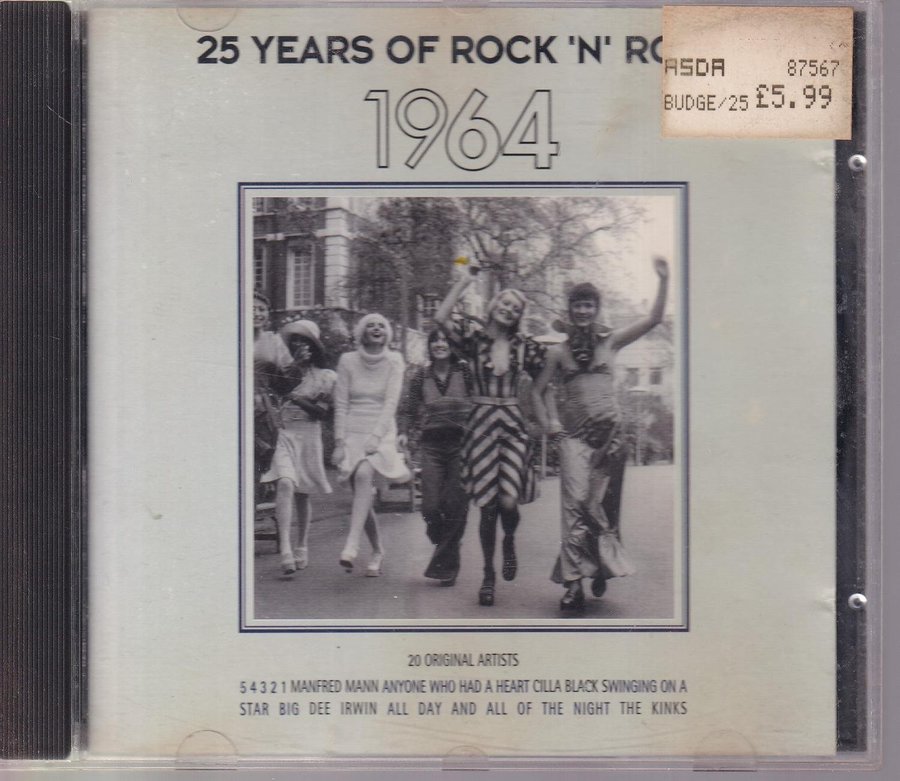 25 YEARS OF ROCK 'N' RO
ASDA 87567
BUDGE/25 £5.99
1964
20 ORIGINAL ARTISTS
5 4 3 2 1 MANFRED MANN ANYONE WHO HAD A HEART CILLA BLACK SWINGING ON A
STAR BIG DEE IRWIN ALL DAY AND ALL OF THE NIGHT THE KINKS